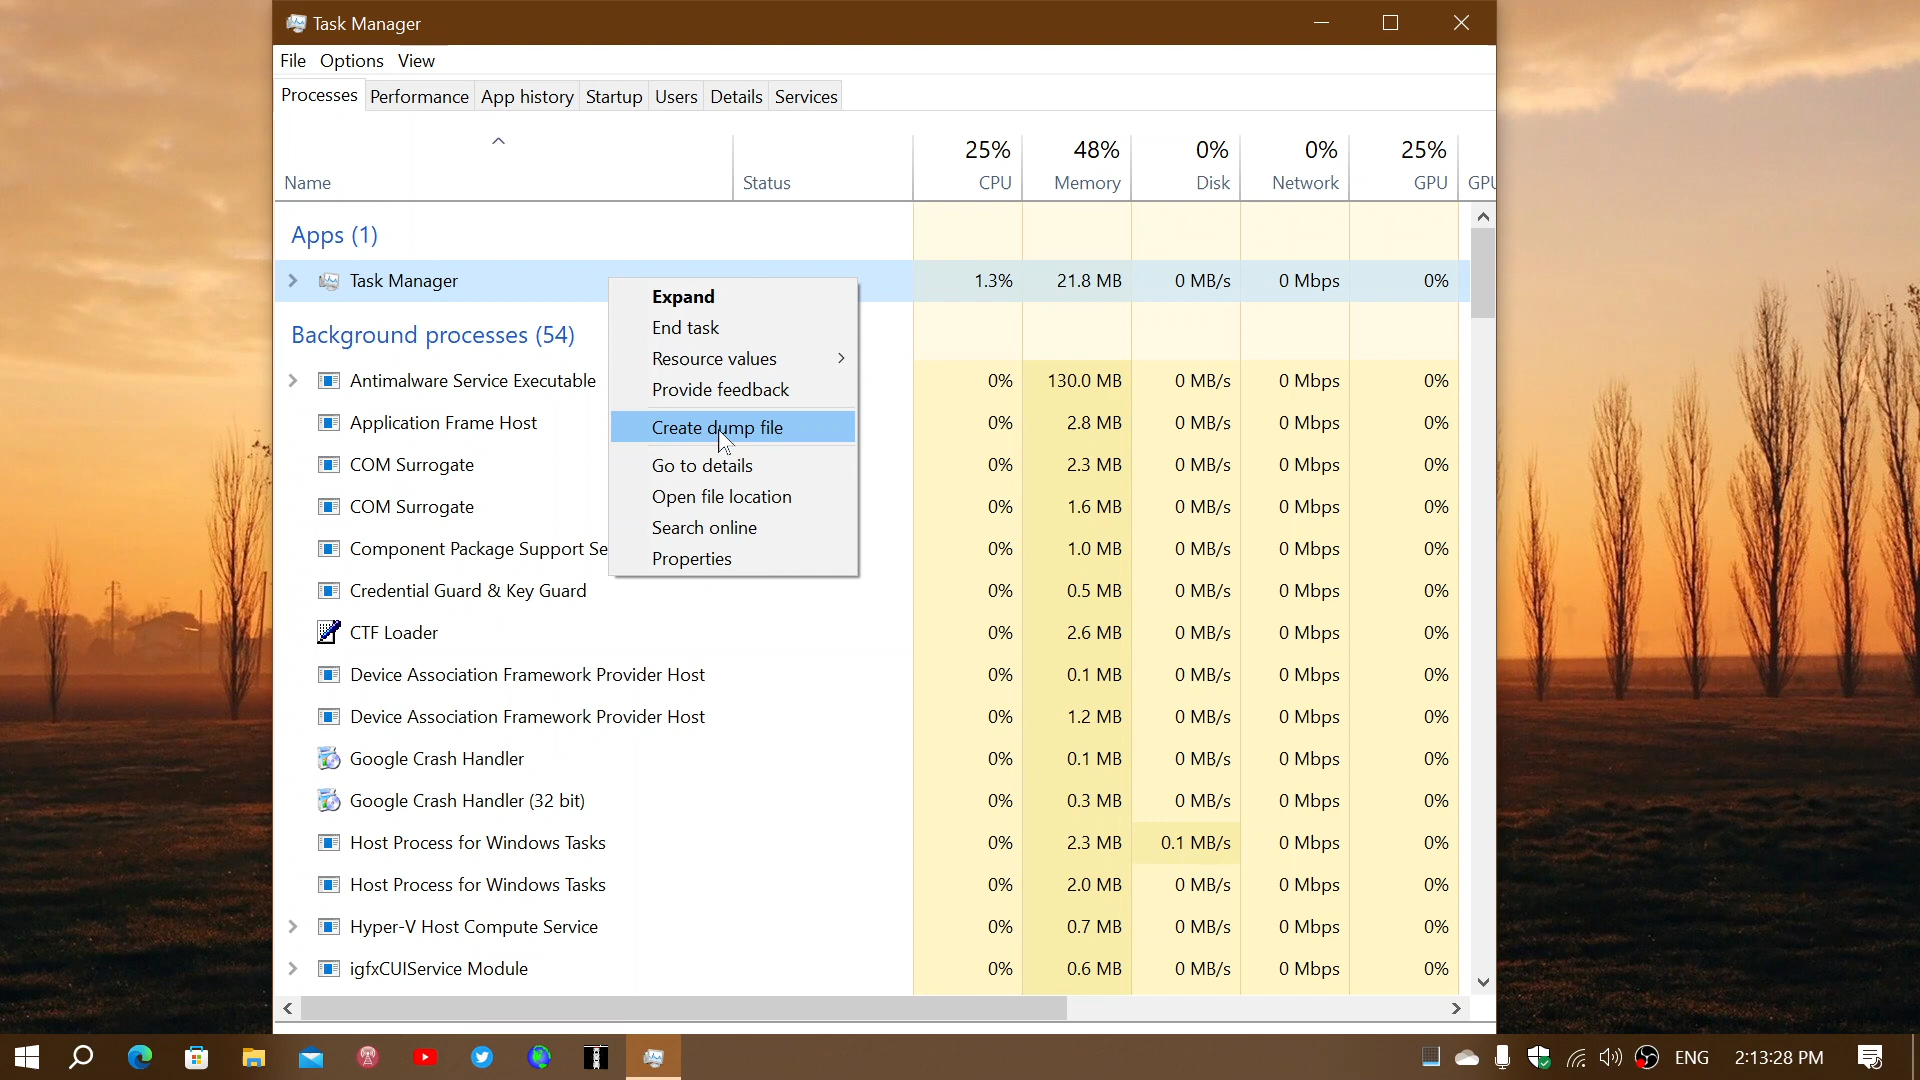 Task Manager
File Options View
Processes Performance App history Startup Users Details Services
25% 48% 0% 0% 25%
Name Status CPU Memory Disk Network GPU GPU
Apps (1)
Task Manager 1.3% 21.8 MB 0 MB/s 0 Mbps 0%
Expand
End task
Resource values
Provide feedback
Create dump file
Go to details
Open file location
Search online
Properties
Background processes (54)
Antimalware Service Executable 0% 130.0 MB 0 MB/s 0 Mbps 0%
Application Frame Host 0% 2.8 MB 0 MB/s 0 Mbps 0%
COM Surrogate 0% 2.3 MB 0 MB/s 0 Mbps 0%
COM Surrogate 0% 1.6 MB 0 MB/s 0 Mbps 0%
Component Package Support Se 0% 1.0 MB 0 MB/s 0 Mbps 0%
Credential Guard & Key Guard 0% 0.5 MB 0 MB/s 0 Mbps 0%
CTF Loader 0% 2.6 MB 0 MB/s 0 Mbps 0%
Device Association Framework Provider Host 0% 0.1 MB 0 MB/s 0 Mbps 0%
Device Association Framework Provider Host 0% 1.2 MB 0 MB/s 0 Mbps 0%
Google Crash Handler 0% 0.1 MB 0 MB/s 0 Mbps 0%
Google Crash Handler (32 bit) 0% 0.3 MB 0 MB/s 0 Mbps 0%
Host Process for Windows Tasks 0% 2.3 MB 0.1 MB/s 0 Mbps 0%
Host Process for Windows Tasks 0% 2.0 MB 0 MB/s 0 Mbps 0%
Hyper-V Host Compute Service 0% 0.7 MB 0 MB/s 0 Mbps 0%
igfxCUIService Module 0% 0.6 MB 0 MB/s 0 Mbps 0%
ENG 2:13:28 PM